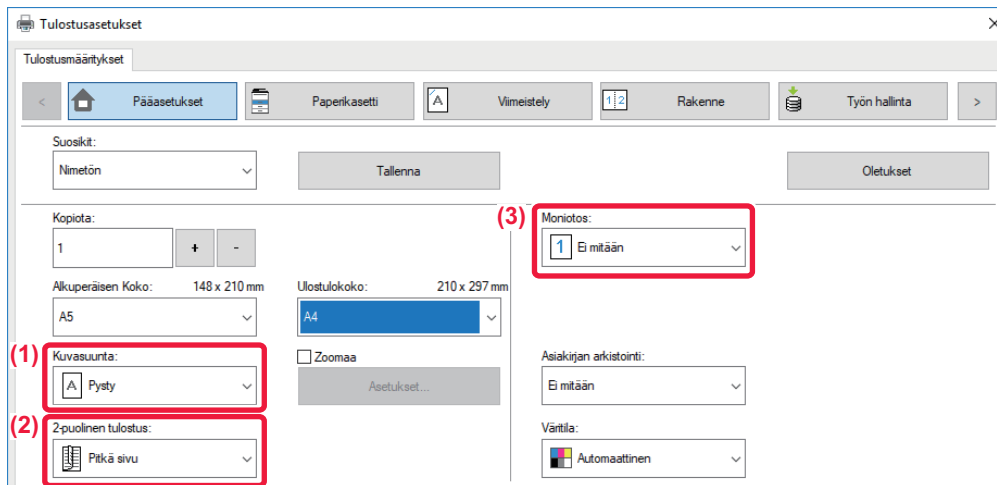 Tulostusasetukset
Tulostusmääritykset
< Pääasetukset Paperikasetti A Viimeistely 1 2 Rakenne Työn hallinta >
Suosikit:
Nimetön Tallenna Oletukset
Kopiota: (3) Moniotos:
1 + - 1 Ei mitään
Alkuperäisen Koko: 148 x 210 mm Ulostulokoko: 210 x 297 mm
A5 A4
(1) Kuvasuunta: Zoomaa Asiakirjan arkistointi:
A Pysty Asetukset... Ei mitään
(2) 2-puolinen tulostus: Väritila:
Pitkä sivu Automaattinen